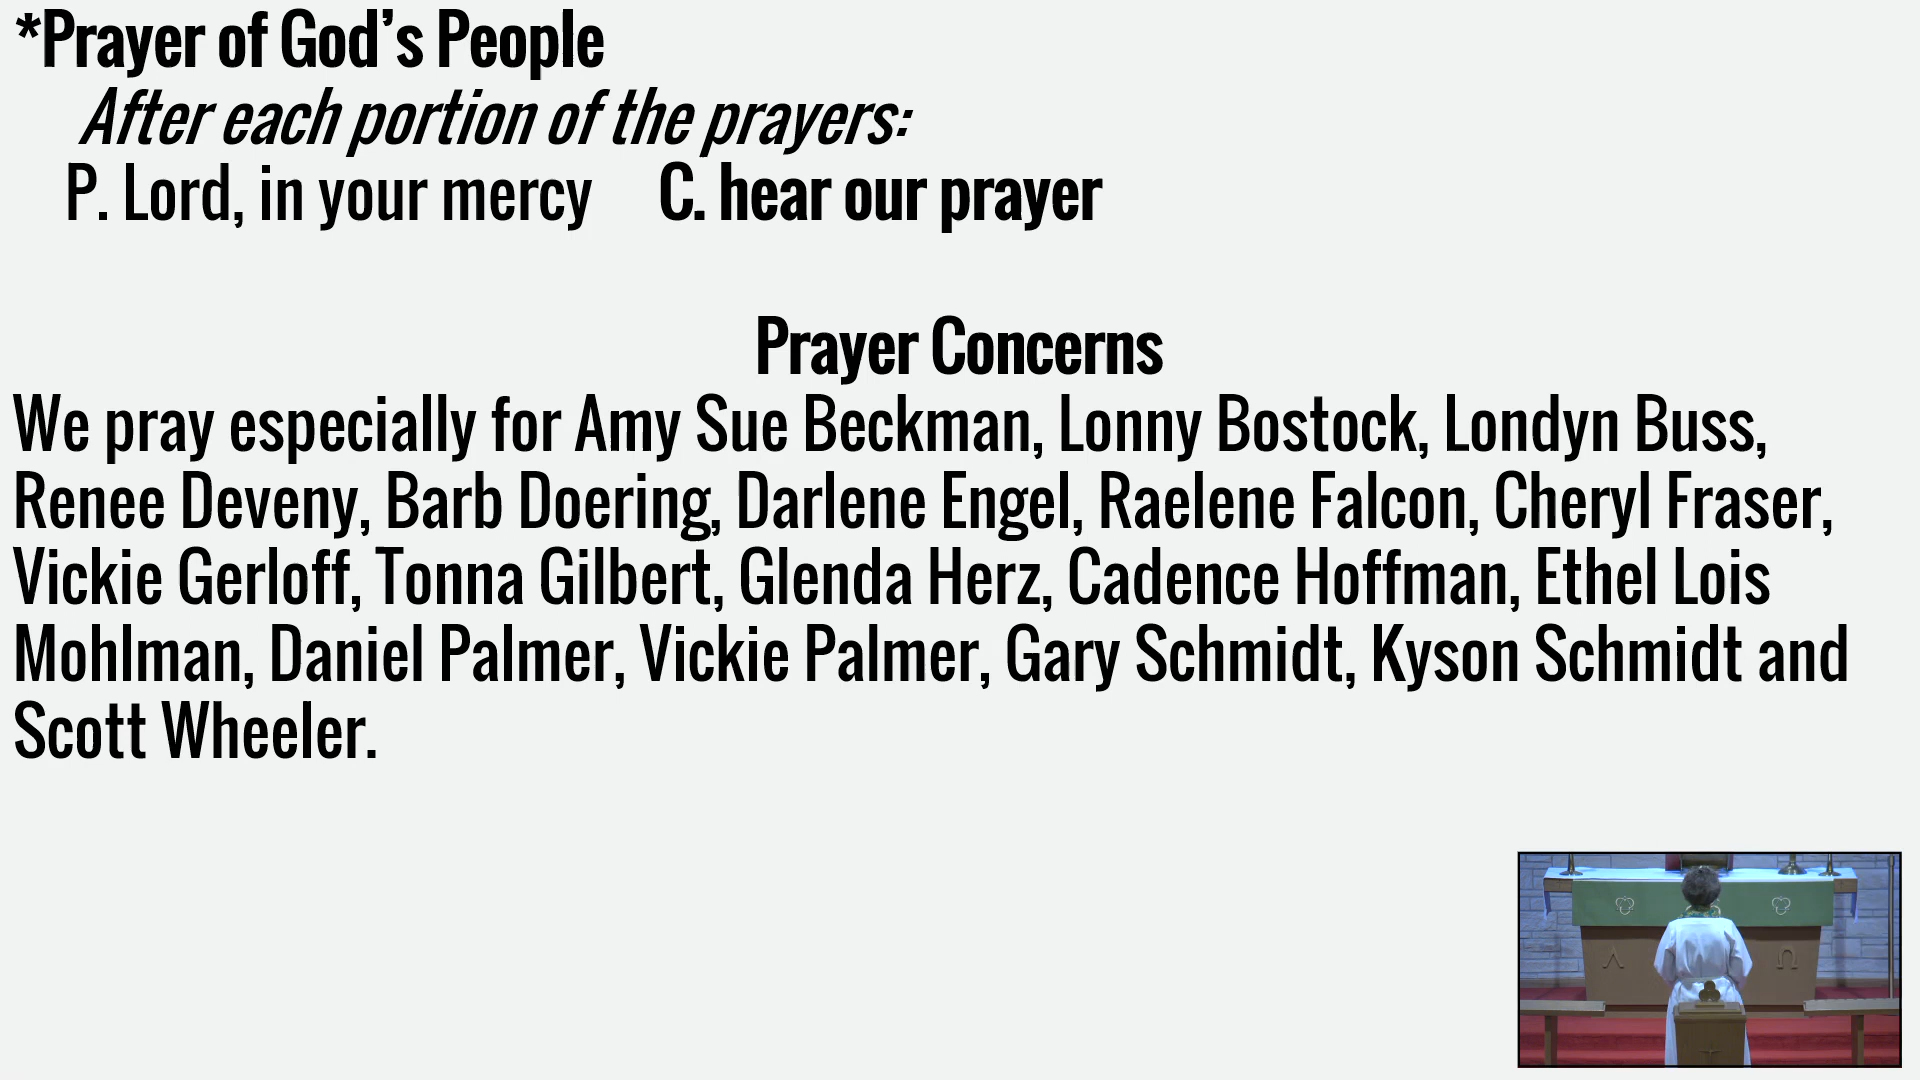 *Prayer of God’s People
After each portion of the prayers:
P. Lord, in your mercy C. hear our prayer
Prayer Concerns
We pray especially for Amy Sue Beckman, Lonny Bostock, Londyn Buss,
Renee Deveny, Barb Doering, Darlene Engel, Raelene Falcon, Cheryl Fraser,
Vickie Gerloff, Tonna Gilbert, Glenda Herz, Cadence Hoffman, Ethel Lois
Mohlman, Daniel Palmer, Vickie Palmer, Gary Schmidt, Kyson Schmidt and
Scott Wheeler.
Λ Ω